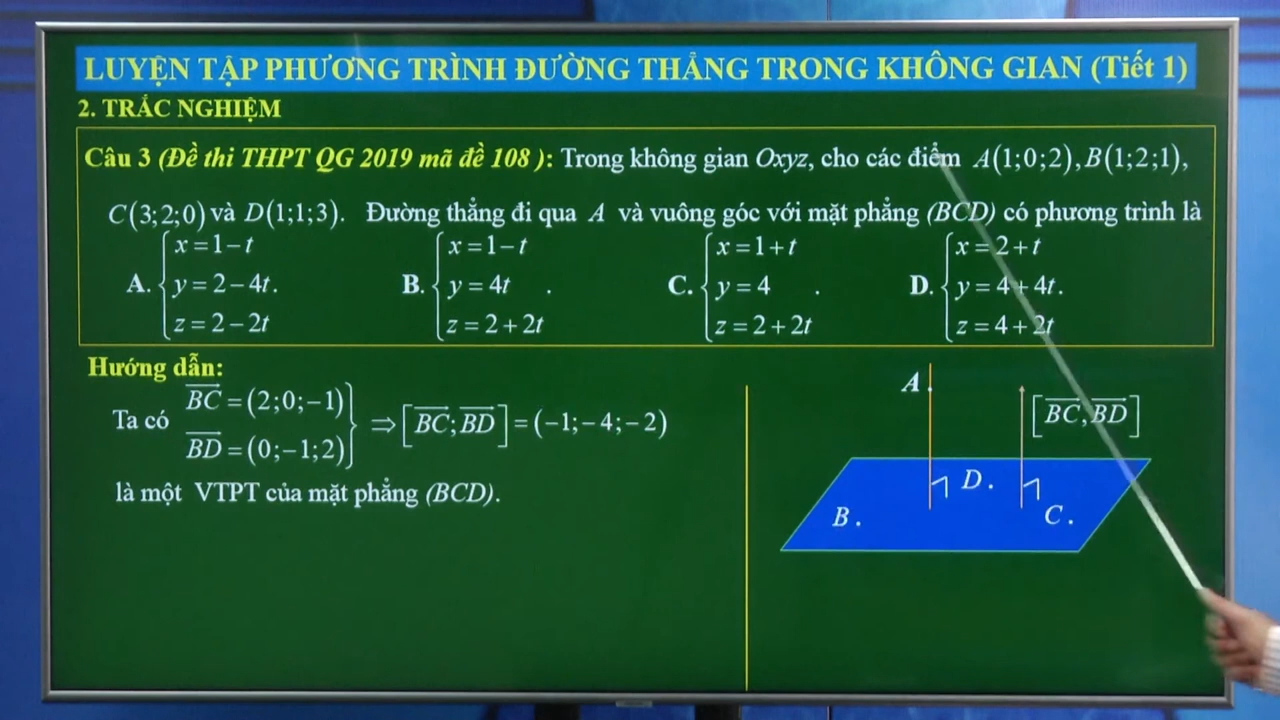 LUYỆN TẬP PHƯƠNG TRÌNH ĐƯỜNG THẲNG TRONG KHÔNG GIAN (Tiết 1)
2. TRẮC NGHIỆM
Câu 3 (Đề thi THPT QG 2019 mã đề 108 ): Trong không gian Oxyz, cho các điểm A(1;0;2), B(1;2;1),
C(3;2;0) và D(1;1;3). Đường thẳng đi qua A và vuông góc với mặt phẳng (BCD) có phương trình là
A. { x = 1 − t
y = 2 − 4t.
z = 2 − 2t
B. { x = 1 − t
y = 4t .
z = 2 + 2t
C. { x = 1 + t
y = 4 .
z = 2 + 2t
D. { x = 2 + t
y = 4 + 4t.
z = 4 + 2t
Hướng dẫn:
Ta có BC = (2;0;−1)
BD = (0;−1;2) } ⇒ [BC;BD] = (−1;−4;−2)
là một VTPT của mặt phẳng (BCD).
A .
[BC,BD]
D .
B .
C .